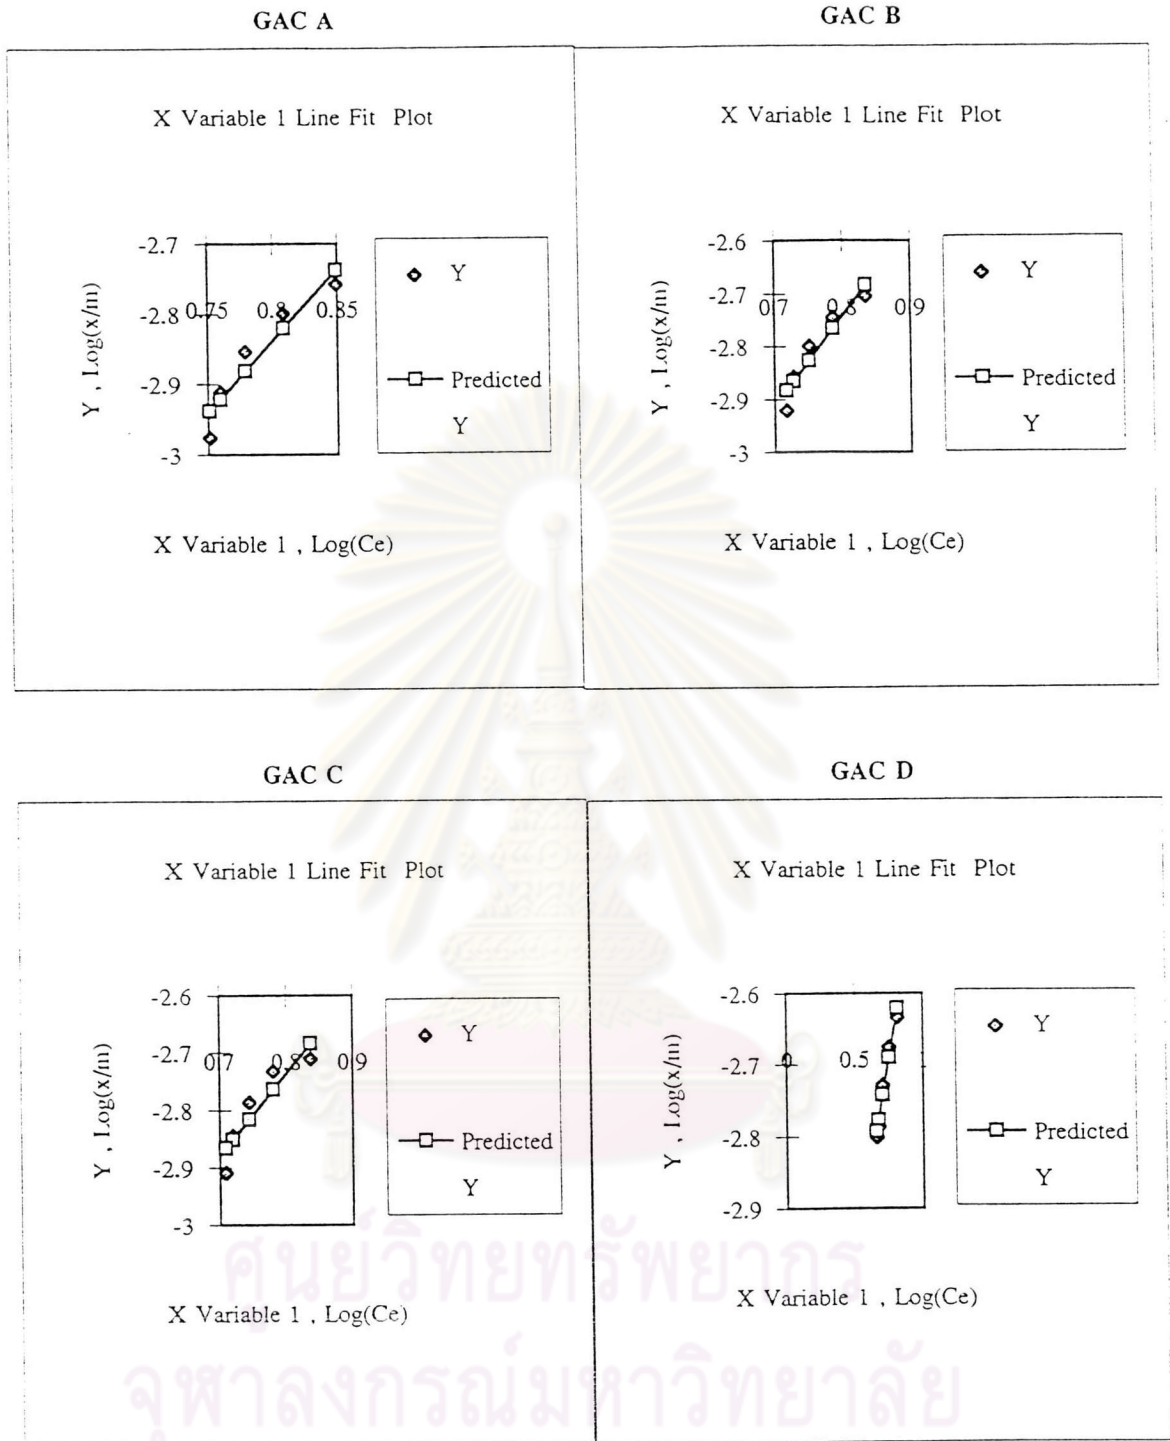 GAC A
GAC B
X Variable 1 Line Fit Plot
X Variable 1 Line Fit Plot
-2.7
-2.8
-2.9
-3
0.75
0.8
0.85
Y , Log(x/m)
Y
Predicted
Y
X Variable 1 , Log(Ce)
-2.6
-2.7
-2.8
-2.9
-3
0.7
0.8
0.9
Y , Log(x/m)
Y
Predicted
Y
X Variable 1 , Log(Ce)
GAC C
GAC D
X Variable 1 Line Fit Plot
X Variable 1 Line Fit Plot
-2.6
-2.7
-2.8
-2.9
-3
0.7
0.8
0.9
Y , Log(x/m)
Y
Predicted
Y
X Variable 1 , Log(Ce)
-2.6
-2.7
-2.8
-2.9
0
0.5
Y , Log(x/m)
Y
Predicted
Y
X Variable 1 , Log(Ce)
ศูนย์วิทยทรัพยากร
จุฬาลงกรณ์มหาวิทยาลัย